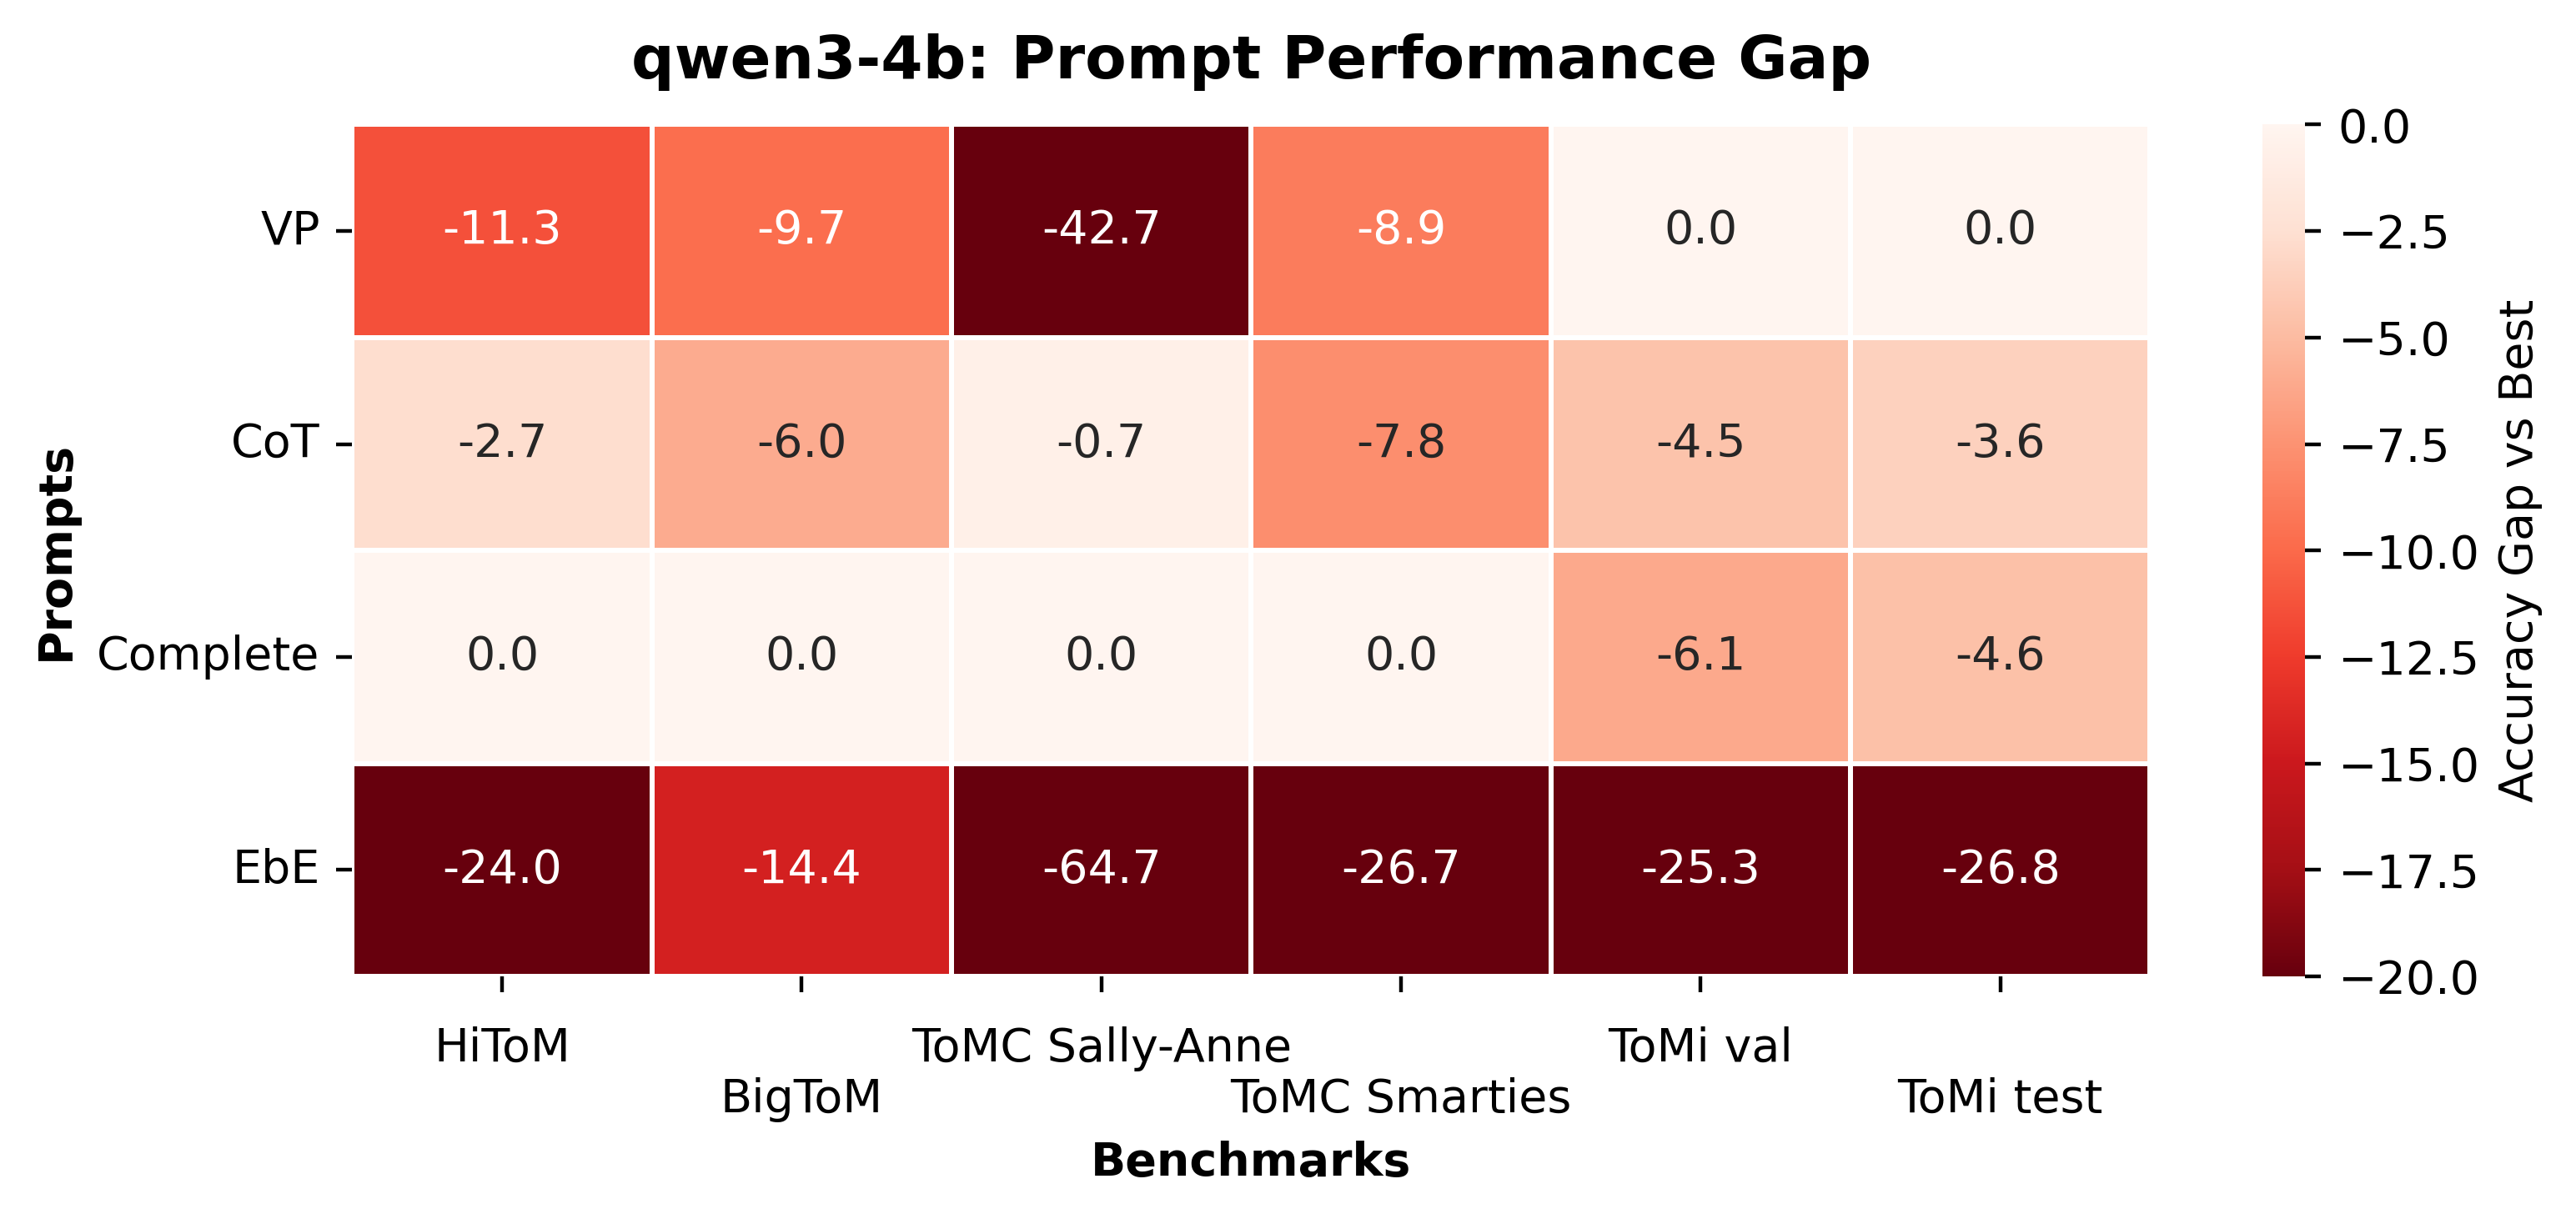 qwen3-4b: Prompt Performance Gap
Prompts
VP -11.3 -9.7 -42.7 -8.9 0.0 0.0
CoT -2.7 -6.0 -0.7 -7.8 -4.5 -3.6
Complete 0.0 0.0 0.0 0.0 -6.1 -4.6
EbE -24.0 -14.4 -64.7 -26.7 -25.3 -26.8
HiToM ToMC Sally-Anne ToMi val
BigToM ToMC Smarties ToMi test
Benchmarks
0.0
−2.5
−5.0
−7.5
−10.0
−12.5
−15.0
−17.5
−20.0
Accuracy Gap vs Best